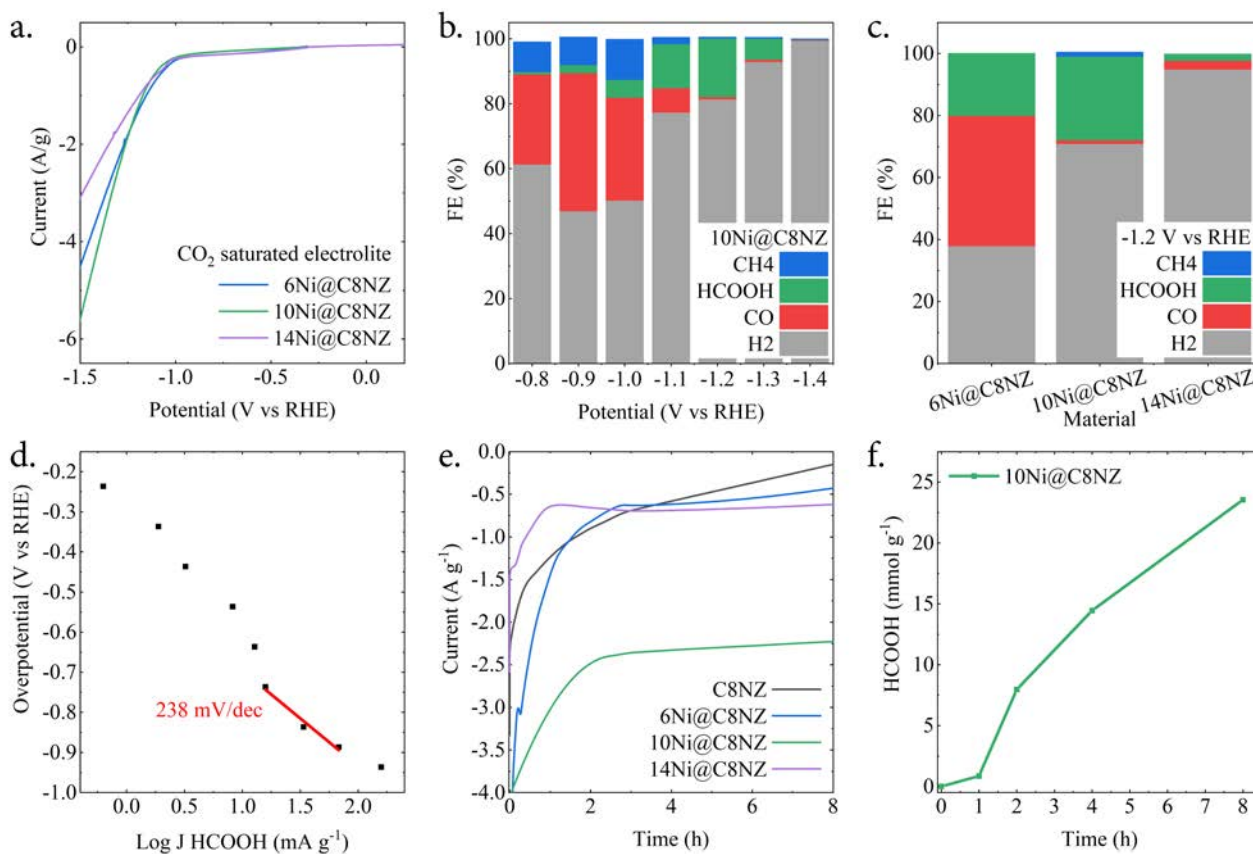 a.
Current (A/g)
0
-2
-4
-6
CO2 saturated electrolite
6Ni@C8NZ
10Ni@C8NZ
14Ni@C8NZ
-1.5 -1.0 -0.5 0.0
Potential (V vs RHE)
b.
FE (%)
100
80
60
40
20
0
10Ni@C8NZ
CH4
HCOOH
CO
H2
-0.8 -0.9 -1.0 -1.1 -1.2 -1.3 -1.4
Potential (V vs RHE)
c.
FE (%)
100
80
60
40
20
0
-1.2 V vs RHE
CH4
HCOOH
CO
H2
6Ni@C8NZ 10Ni@C8NZ 14Ni@C8NZ
Material
d.
Overpotential (V vs RHE)
-0.2
-0.3
-0.4
-0.5
-0.6
-0.7
-0.8
-0.9
-1.0
238 mV/dec
0.0 0.5 1.0 1.5 2.0
Log J HCOOH (mA g-1)
e.
Current (A g-1)
0.0
-0.5
-1.0
-1.5
-2.0
-2.5
-3.0
-3.5
-4.0
C8NZ
6Ni@C8NZ
10Ni@C8NZ
14Ni@C8NZ
0 2 4 6 8
Time (h)
f.
HCOOH (mmol g-1)
25
20
15
10
5
0
10Ni@C8NZ
0 1 2 3 4 5 6 7 8
Time (h)